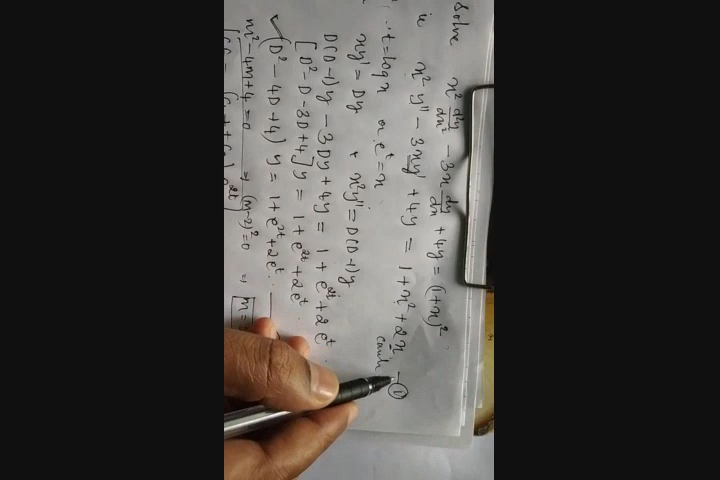 Solve x² d²y/dx² - 3x dy/dx + 4y = (1+x)²
is x²y'' - 3xy' + 4y = 1 + x² + 2x - ①
t = log x or e^t = x
xy' = Dy & x²y'' = D(D-1)y
D(D-1)y - 3Dy + 4y = 1 + e^2t + 2e^t.
[D² - D - 3D + 4]y = 1 + e^2t + 2e^t.
(D² - 4D + 4)y = 1 + e^2t + 2e^t.
m² - 4m + 4 = 0 ⇒ (m-2)² = 0 ⇒ m =